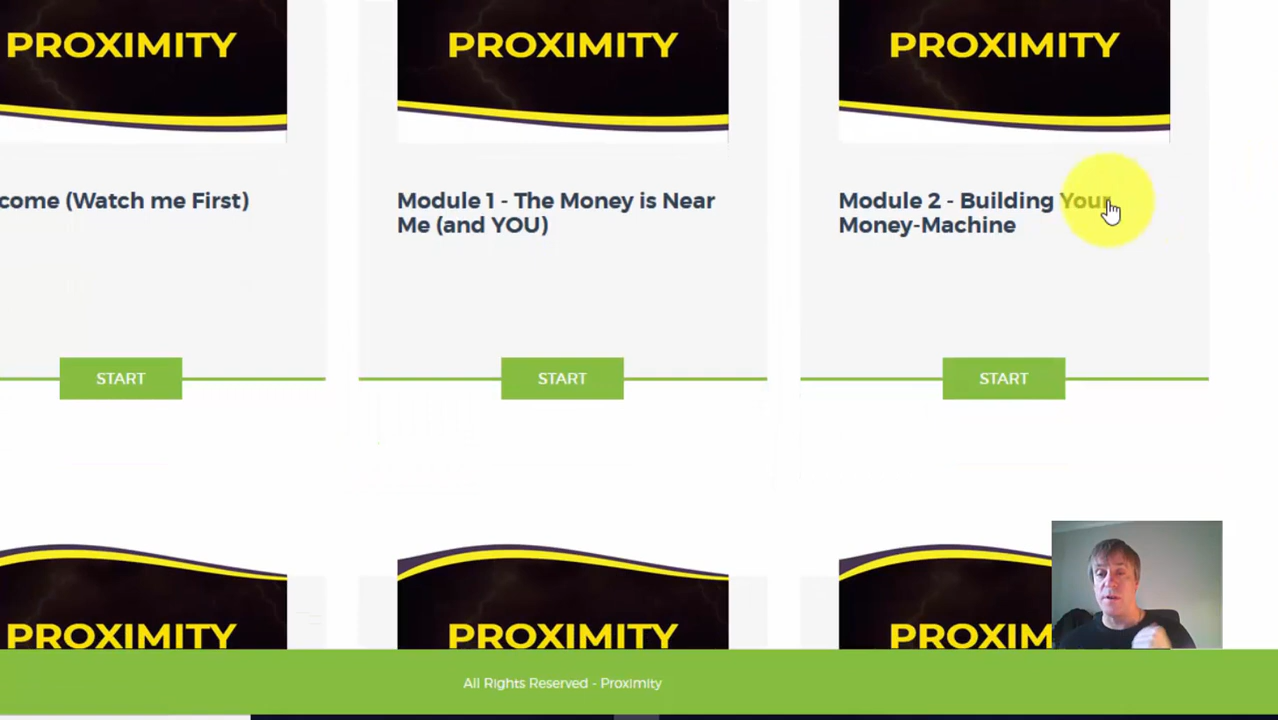 PROXIMITY
PROXIMITY
PROXIMITY
come (Watch me First)
Module 1 - The Money is Near
Me (and YOU)
Module 2 - Building Your
Money-Machine
START
START
START
PROXIMITY
PROXIMITY
PROXIM
All Rights Reserved - Proximity